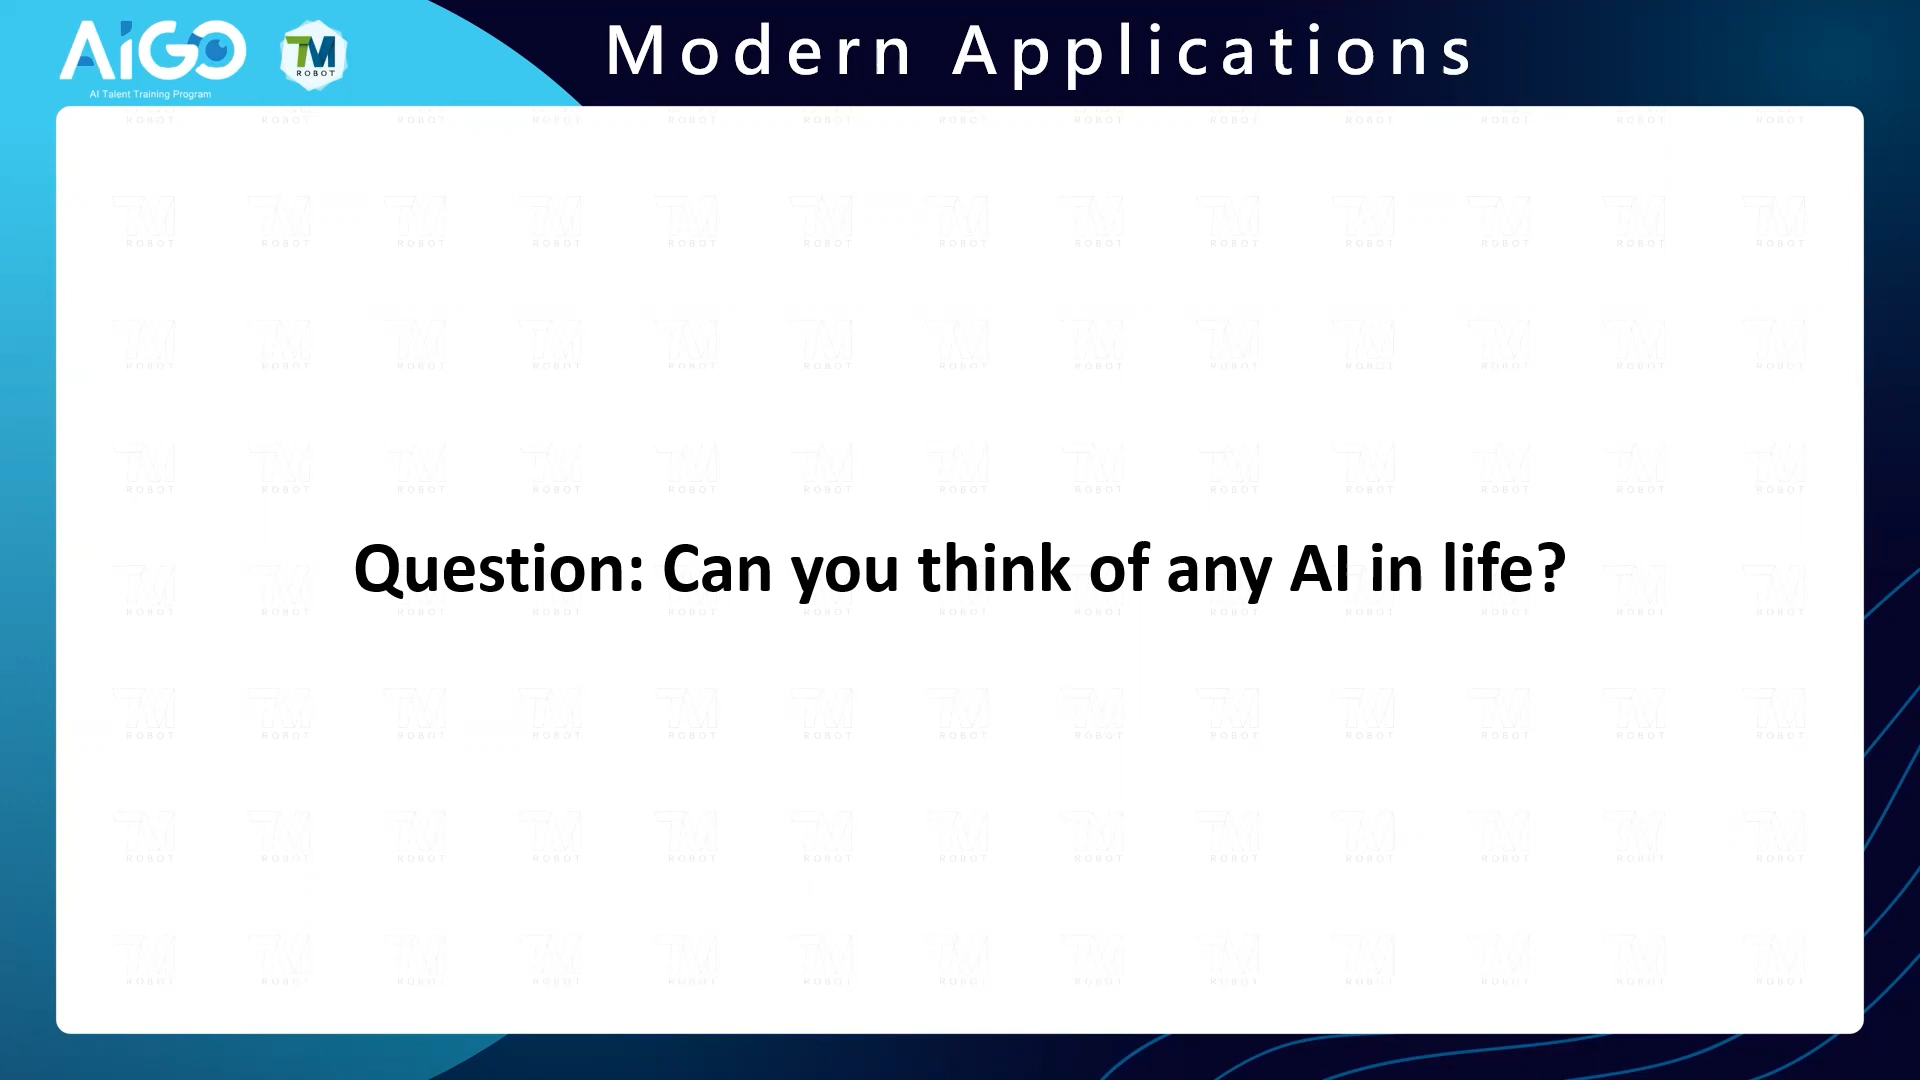 AiGO
AI Talent Training Program
TM
ROBOT
Modern Applications
Question: Can you think of any AI in life?